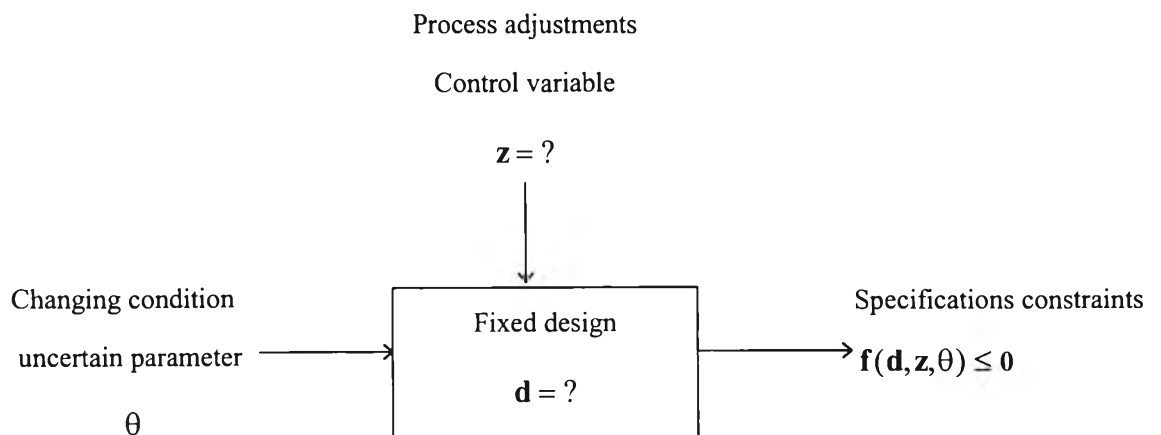 Process adjustments
Control variable
z = ?
Changing condition
uncertain parameter
θ
Fixed design
d = ?
Specifications constraints
f(d,z,θ) ≤ 0